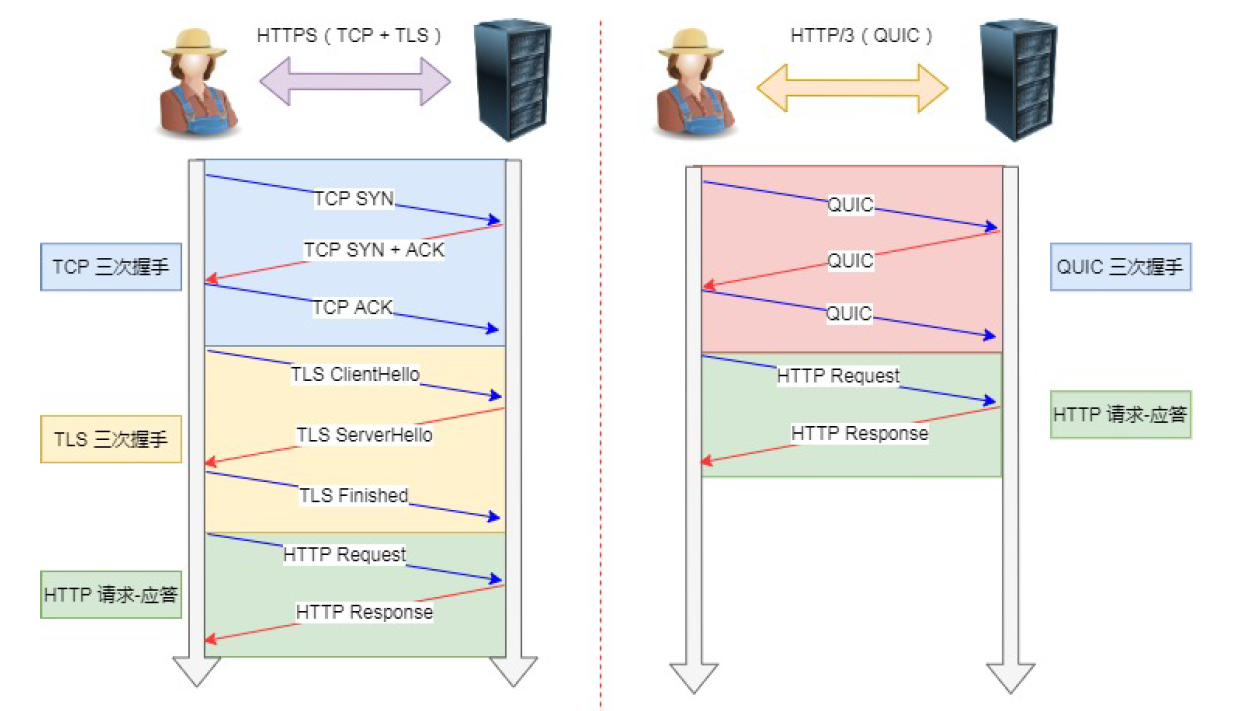 HTTPS（TCP + TLS）
TCP SYN
TCP SYN + ACK
TCP 三次握手
TCP ACK
TLS ClientHello
TLS 三次握手
TLS ServerHello
TLS Finished
HTTP Request
HTTP 请求-应答
HTTP Response
HTTP/3（QUIC）
QUIC
QUIC
QUIC 三次握手
QUIC
HTTP Request
HTTP 请求-应答
HTTP Response